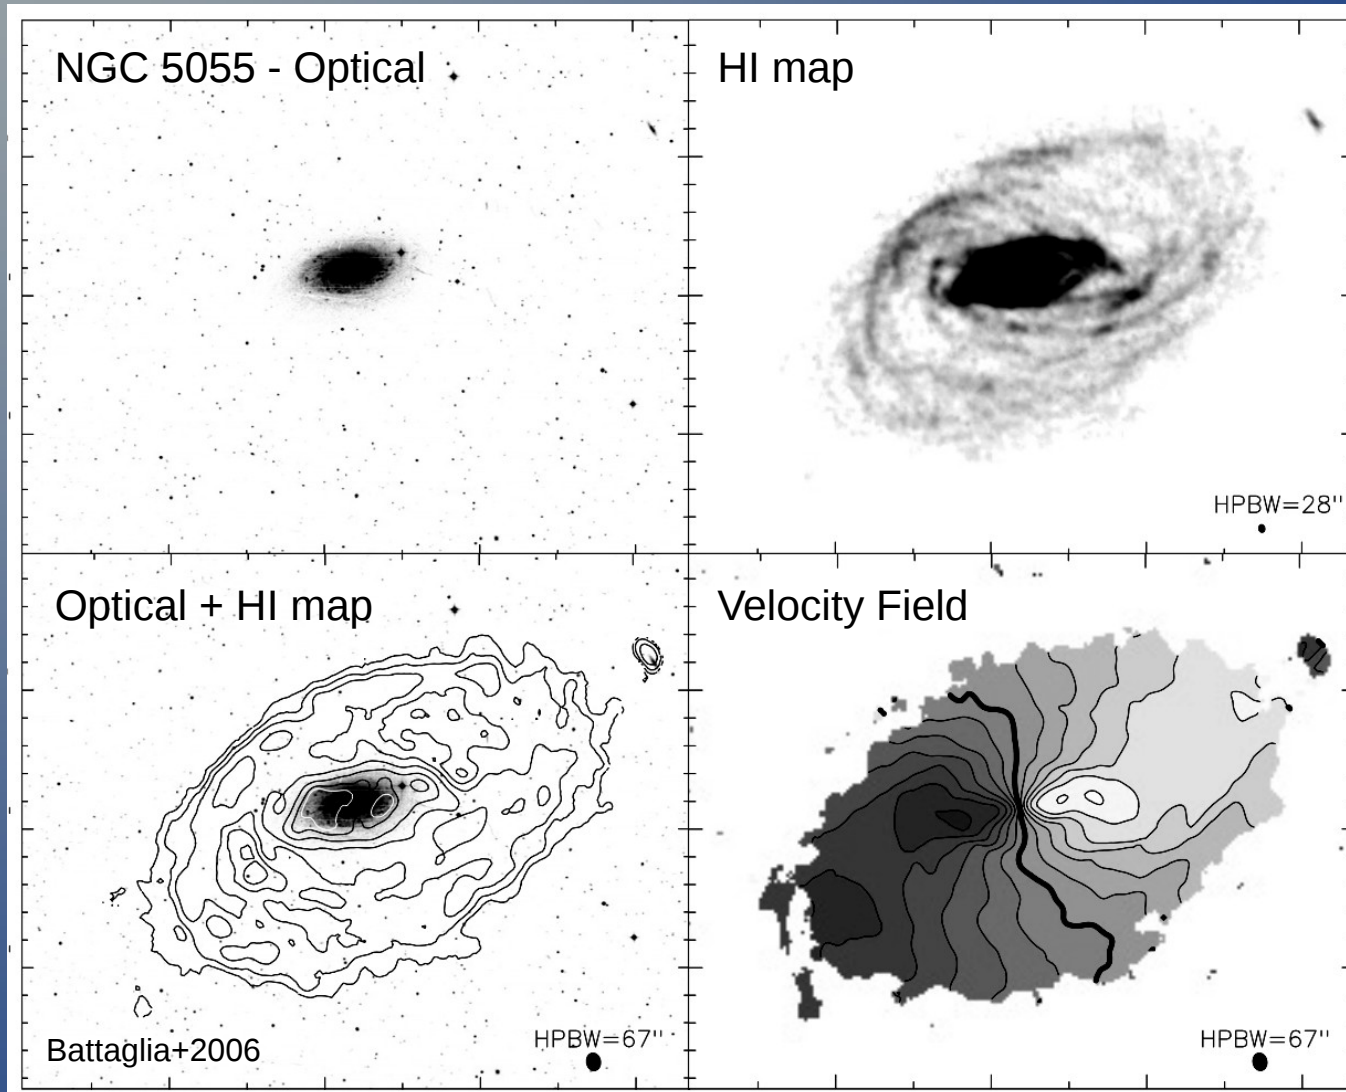 NGC 5055 - Optical
HI map
HPBW=28''
Optical + HI map
Velocity Field
Battaglia+2006
HPBW=67''
HPBW=67''